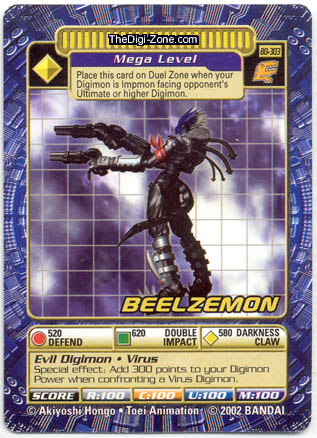 TheDigi-Zone.com
Mega Level
BO-303
Place this card on Duel Zone when your
Digimon is Impmon facing opponent's
Ultimate or higher Digimon.
BEELZEMON
520 DEFEND
620 DOUBLE IMPACT
580 DARKNESS CLAW
Evil Digimon • Virus
Special effect: Add 300 points to your Digimon
Power when confronting a Virus Digimon.
SCORE R:100 C:100 U:100 M:100
© Akiyoshi Hongo • Toei Animation © 2002 BANDAI